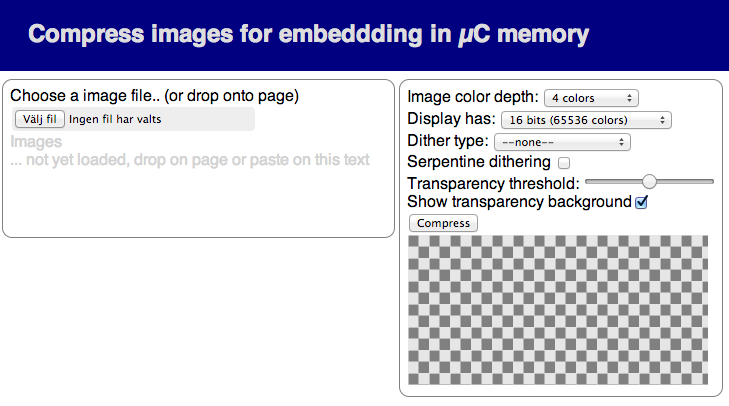 Compress images for embeddding in µC memory
Choose a image file.. (or drop onto page)
Välj fil Ingen fil har valts
Images
... not yet loaded, drop on page or paste on this text
Image color depth: 4 colors
Display has: 16 bits (65536 colors)
Dither type: --none--
Serpentine dithering
Transparency threshold:
Show transparency background
Compress